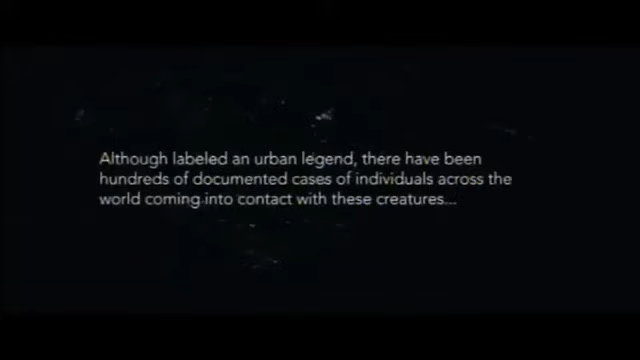 Although labeled an urban legend, there have been
hundreds of documented cases of individuals across the
world coming into contact with these creatures...